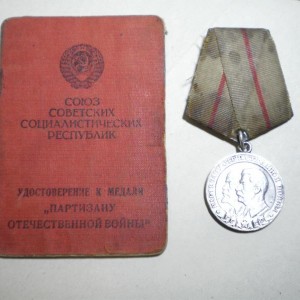 СОЮЗ
СОВЕТСКИХ
СОЦИАЛИСТИЧЕСКИХ
РЕСПУБЛИК
УДОСТОВЕРЕНИЕ К МЕДАЛИ
„ПАРТИЗАНУ
ОТЕЧЕСТВЕННОЙ ВОЙНЫ"